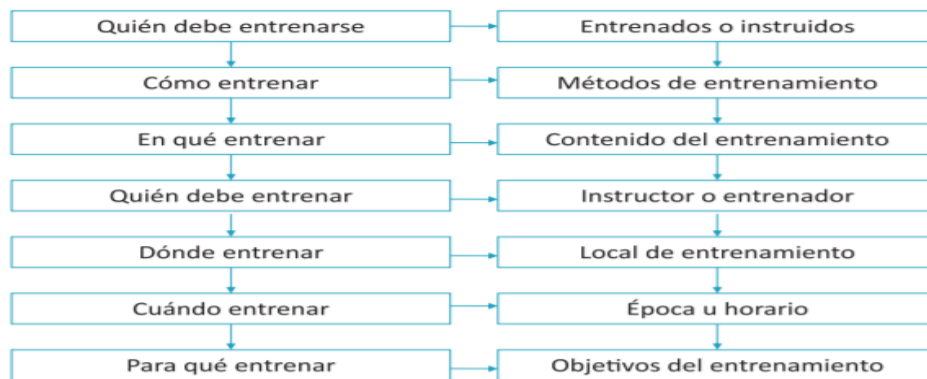 Quién debe entrenarse
Entrenados o instruidos
Cómo entrenar
Métodos de entrenamiento
En qué entrenar
Contenido del entrenamiento
Quién debe entrenar
Instructor o entrenador
Dónde entrenar
Local de entrenamiento
Cuándo entrenar
Época u horario
Para qué entrenar
Objetivos del entrenamiento